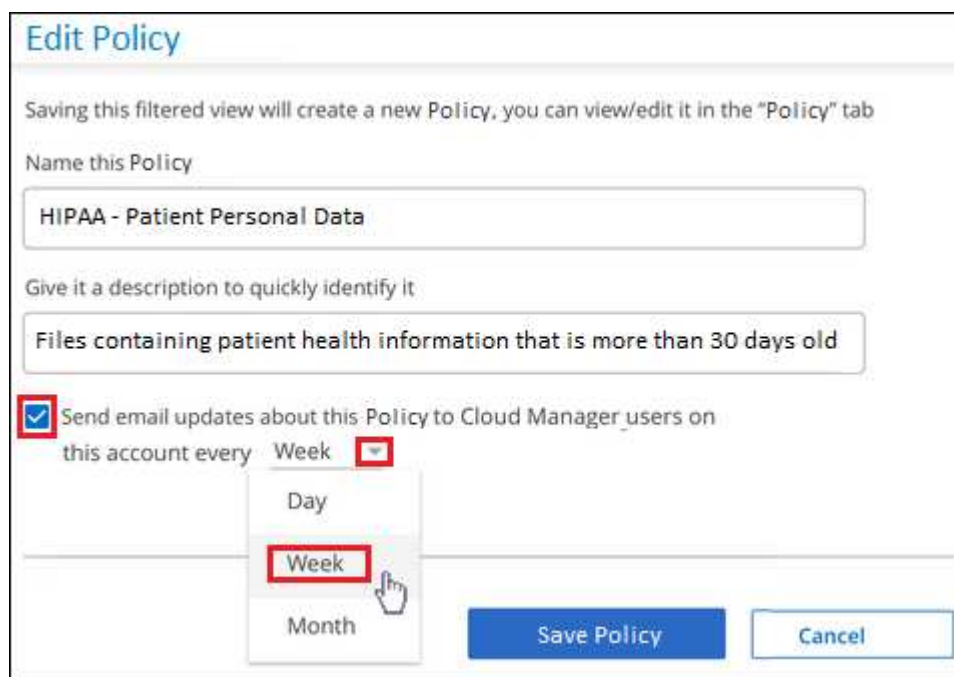 Edit Policy
Saving this filtered view will create a new Policy, you can view/edit it in the "Policy" tab
Name this Policy
HIPAA - Patient Personal Data
Give it a description to quickly identify it
Files containing patient health information that is more than 30 days old
Send email updates about this Policy to Cloud Manager users on
this account every Week
Day
Week
Month
Save Policy
Cancel